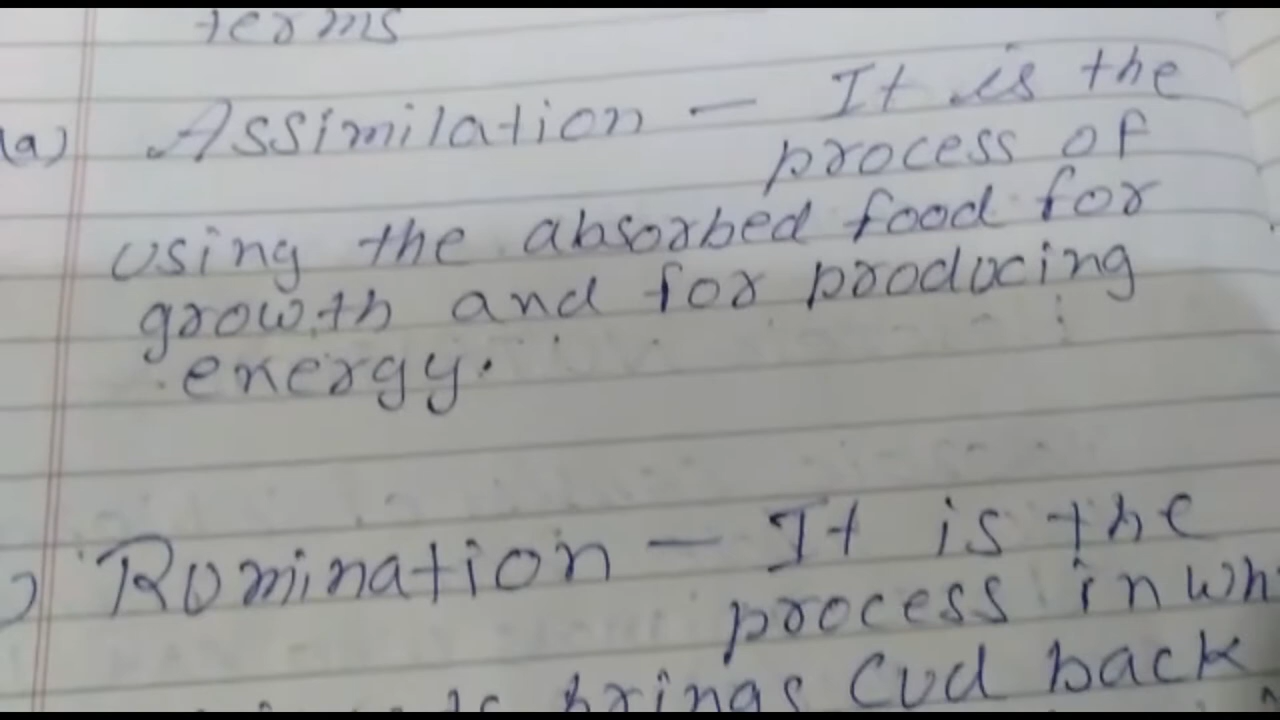 terms
(a) Assimilation — It is the
process of
using the absorbed food for
growth and for producing
energy.
) Rumination — It is the
process in wh
brings cud back